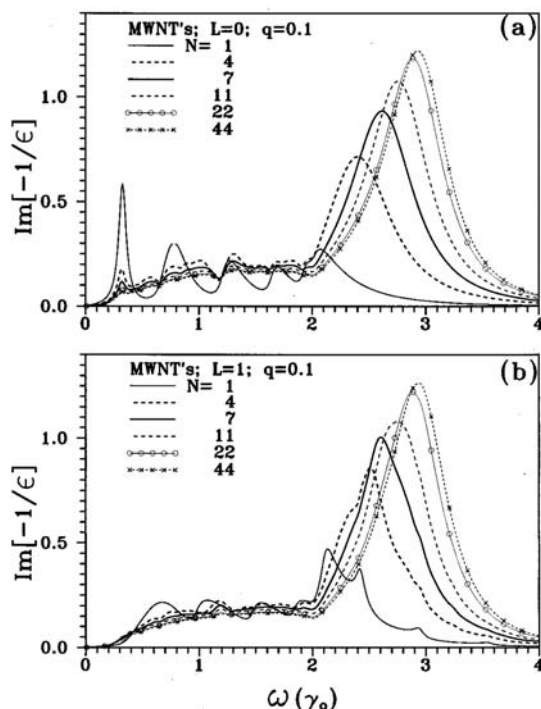 MWNT's; L=0; q=0.1 (a)
N= 1
4
7
11
22
44
Im[-1/ϵ]
1.0
0.5
0.0
0 1 2 3 4
MWNT's; L=1; q=0.1 (b)
N= 1
4
7
11
22
44
Im[-1/ϵ]
1.0
0.5
0.0
0 1 2 3 4
ω(γ₀)